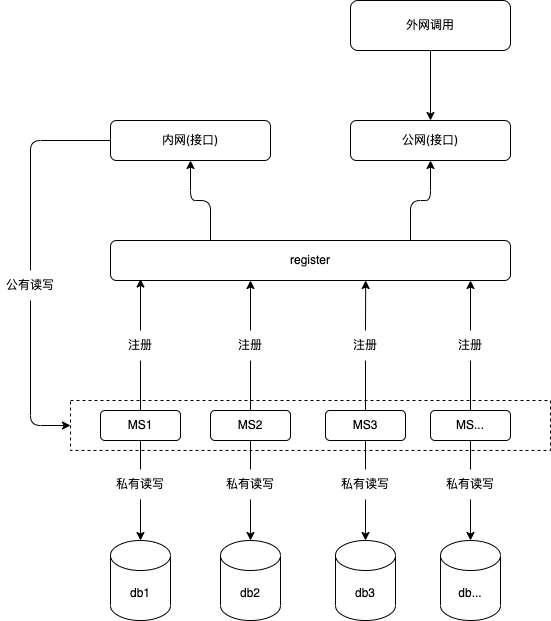 外网调用
内网(接口)
公网(接口)
register
公有读写
注册
注册
注册
注册
MS1
MS2
MS3
MS...
私有读写
私有读写
私有读写
私有读写
db1
db2
db3
db...